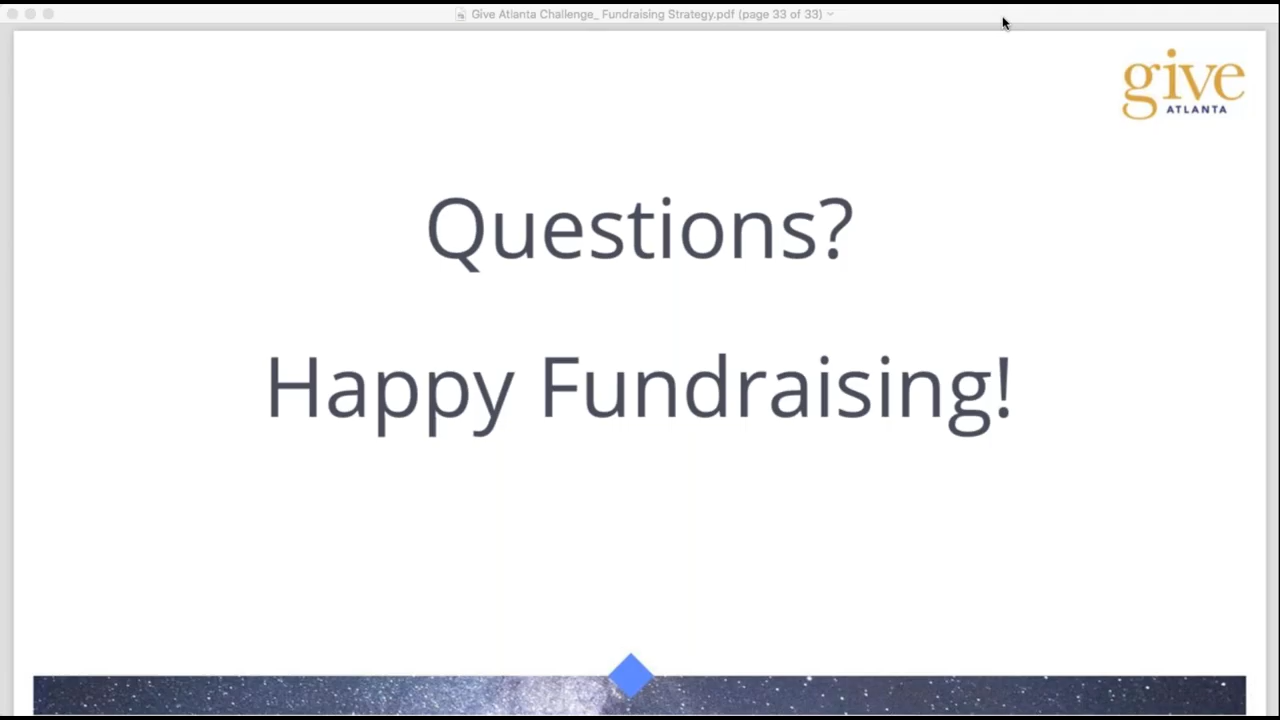 Give Atlanta Challenge_ Fundraising Strategy.pdf (page 33 of 33)
give
ATLANTA
Questions?
Happy Fundraising!